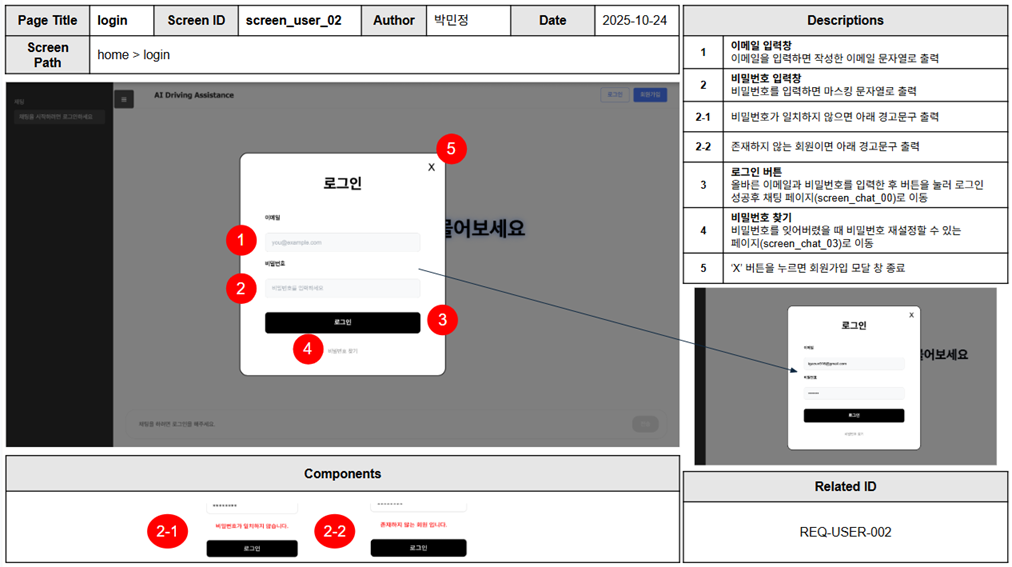 Page Title login Screen ID screen_user_02 Author 박민정 Date 2025-10-24
Screen Path home > login
채팅
채팅을 시작하려면 로그인하세요
AI Driving Assistance
로그인 회원가입
물어보세요
5
X
로그인
이메일
1
you@example.com
비밀번호
2
비밀번호를 입력하세요
로그인
3
4
비밀번호 찾기
채팅을 하려면 로그인을 해주세요.
Components
2-1
********
비밀번호가 일치하지 않습니다.
로그인
2-2
********
존재하지 않는 회원 입니다.
로그인
Descriptions
1
이메일 입력창
이메일을 입력하면 작성한 이메일 문자열로 출력
2
비밀번호 입력창
비밀번호를 입력하면 마스킹 문자열로 출력
2-1 비밀번호가 일치하지 않으면 아래 경고문구 출력
2-2 존재하지 않는 회원이면 아래 경고문구 출력
3
로그인 버튼
올바른 이메일과 비밀번호를 입력한 후 버튼을 눌러 로그인
성공후 채팅 페이지(screen_chat_00)로 이동
4
비밀번호 찾기
비밀번호를 잊어버렸을 때 비밀번호 재설정할 수 있는
페이지(screen_chat_03)로 이동
5 'X' 버튼을 누르면 회원가입 모달 창 종료
X
로그인
물어보세요
이메일
비밀번호
로그인
비밀번호 찾기
Related ID
REQ-USER-002